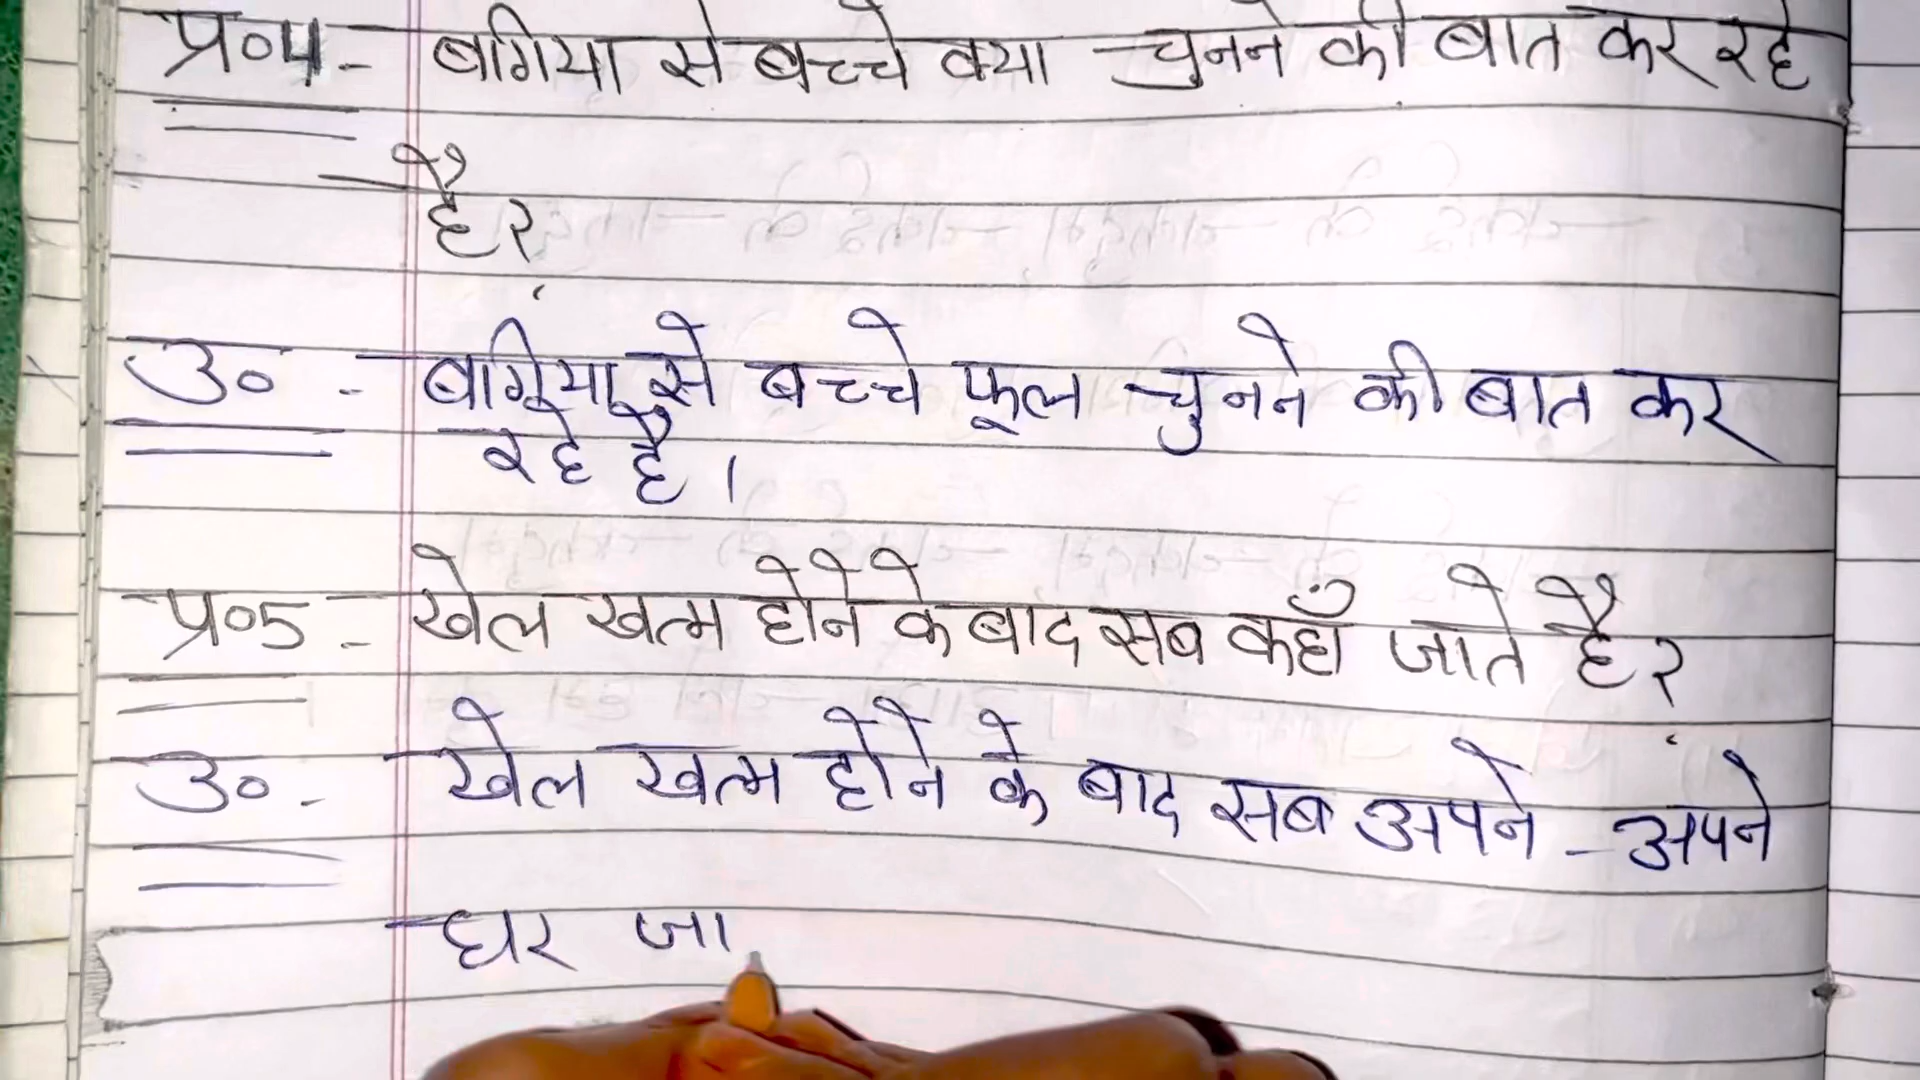 प्र०4- बगिया से बच्चे क्या चुनने की बात कर रहे
है?
उ० - बगिया से बच्चे फूल चुनने की बात कर
रहे है।
प्र०5- खेल खत्म होने के बाद सब कहाँ जाते है?
उ०- खेल खत्म होने के बाद सब अपने - अपने
घर जा